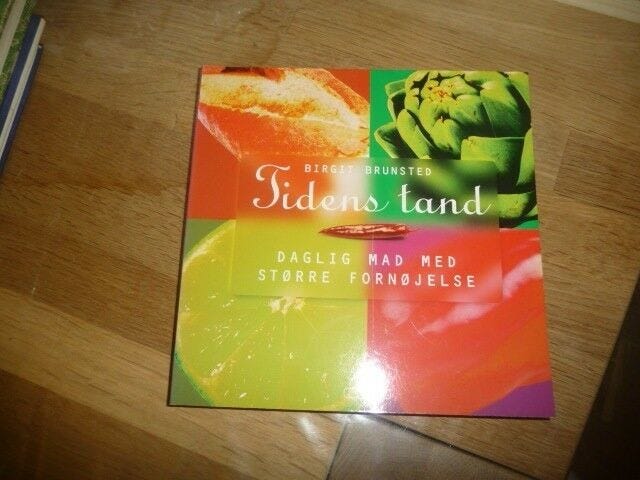 BIRGIT BRUNSTED
Tidens tand
DAGLIG MAD MED
STØRRE FORNØJELSE